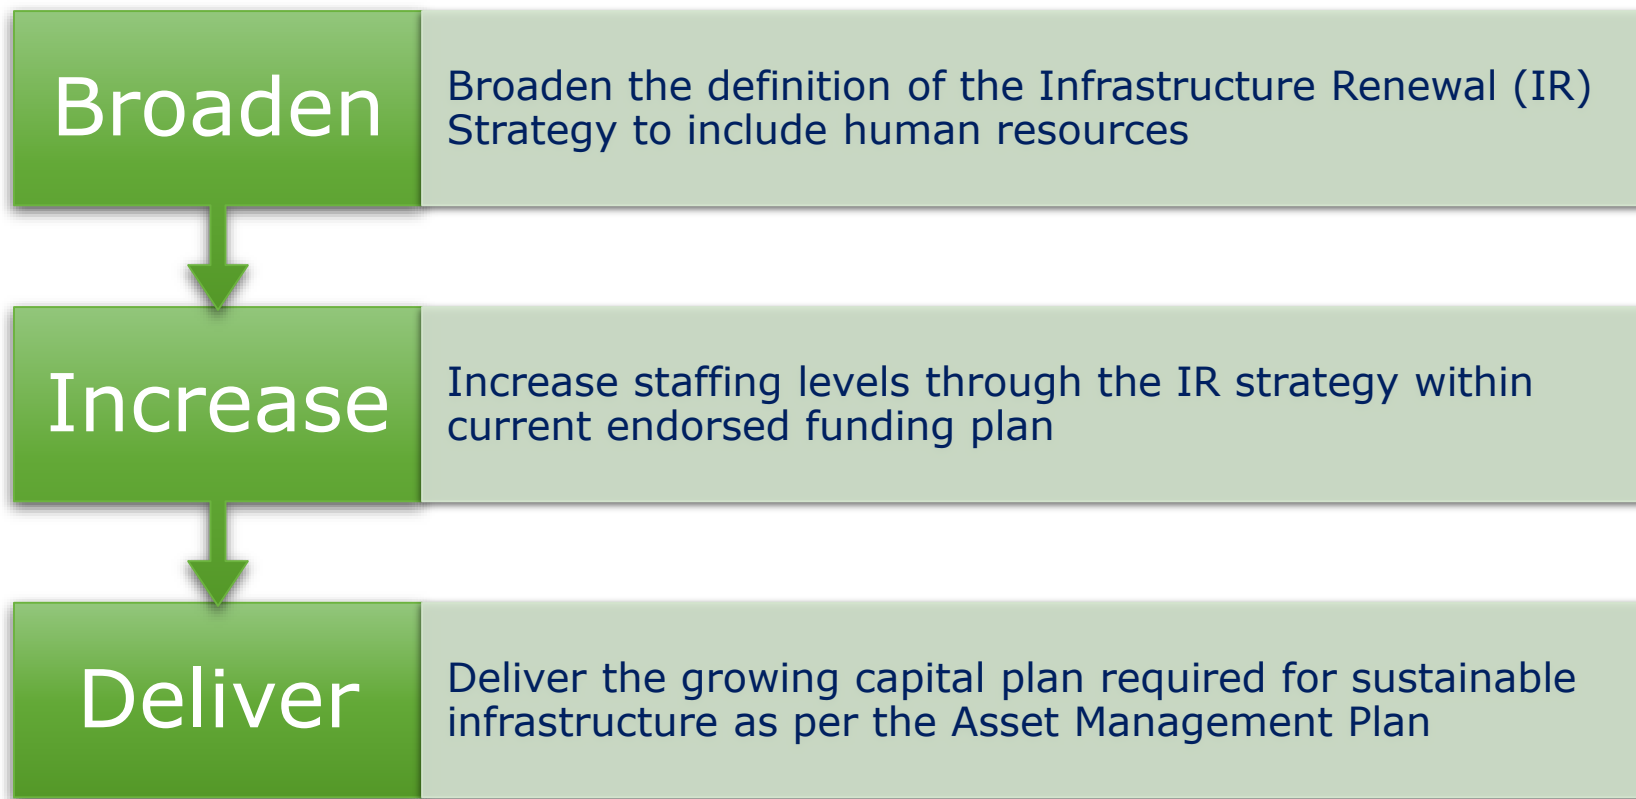 Broaden
Broaden the definition of the Infrastructure Renewal (IR)
Strategy to include human resources
Increase
Increase staffing levels through the IR strategy within
current endorsed funding plan
Deliver
Deliver the growing capital plan required for sustainable
infrastructure as per the Asset Management Plan